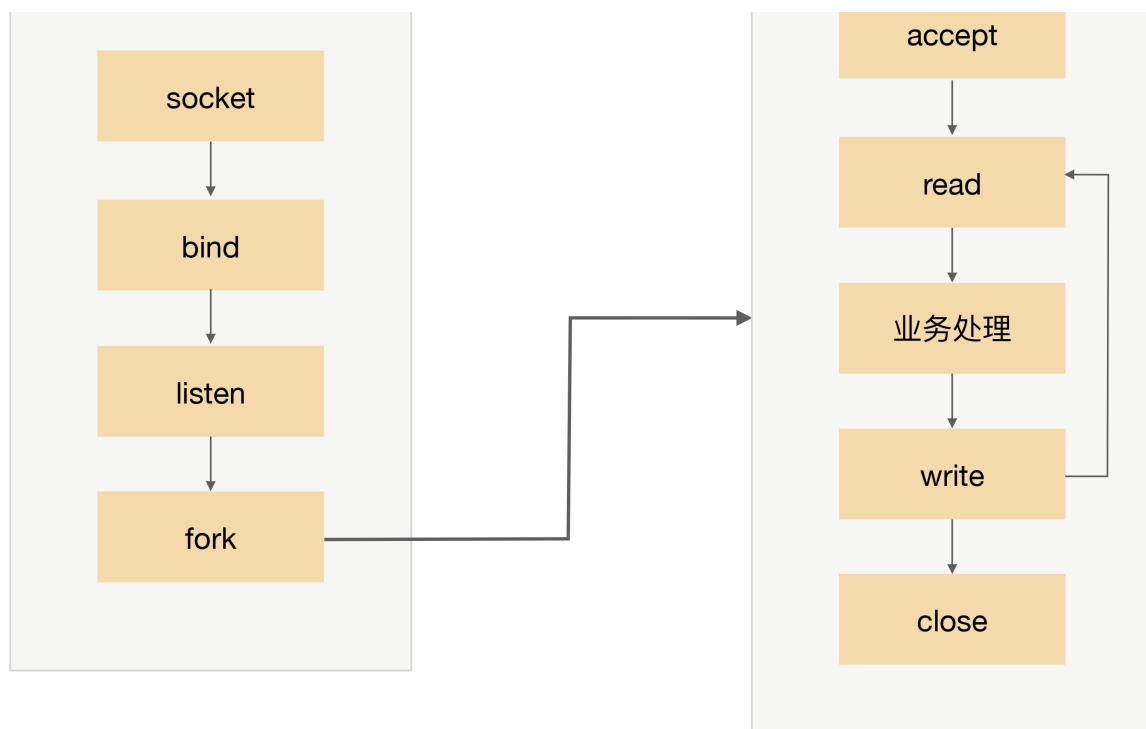 socket
bind
listen
fork
accept
read
业务处理
write
close